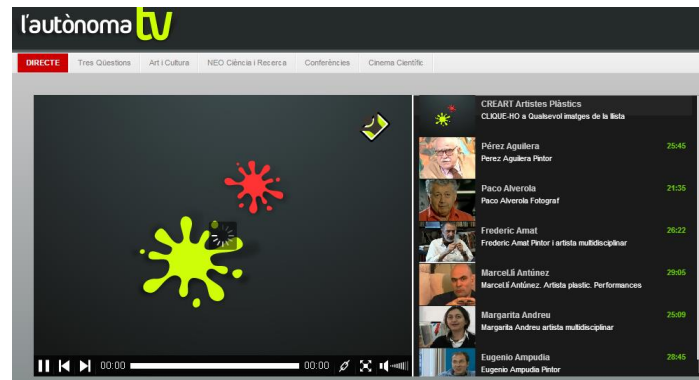 l'autònoma tv
DIRECTE Tres Qüestions Art i Cultura NEO Ciència i Recerca Conferències Cinema Científic
CREART Artistes Plàstics
CLIQUE-HO a Qualsevol imatges de la llista
Pérez Aguilera 25:45
Perez Aguilera Pintor
Paco Alverola 21:35
Paco Alverola Fotograf
Frederic Amat 26:22
Frederic Amat Pintor i artista multidisciplinar
Marcel.lí Antúnez 29:05
Marcel.lí Antúnez. Artista plastic. Performances
Margarita Andreu 25:09
Margarita Andreu artista multidisciplinar
Eugenio Ampudia 28:45
Eugenio Ampudia Pintor
00:00 00:00